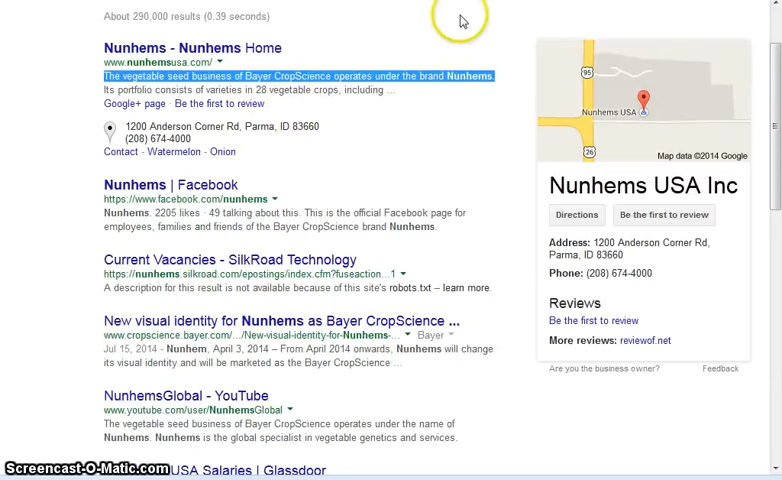 About 290,000 results (0.39 seconds)
Nunhems - Nunhems Home
www.nunhemsusa.com/
The vegetable seed business of Bayer CropScience operates under the brand Nunhems.
Its portfolio consists of varieties in 28 vegetable crops, including ...
Google+ page · Be the first to review
1200 Anderson Corner Rd, Parma, ID 83660
(208) 674-4000
Contact - Watermelon - Onion
Nunhems | Facebook
https://www.facebook.com/nunhems
Nunhems. 2205 likes · 49 talking about this. This is the official Facebook page for
employees, families and friends of the Bayer CropScience brand Nunhems.
Current Vacancies - SilkRoad Technology
https://nunhems.silkroad.com/epostings/index.cfm?fuseaction...1
A description for this result is not available because of this site's robots.txt – learn more.
New visual identity for Nunhems as Bayer CropScience ...
www.cropscience.bayer.com/.../New-visual-identity-for-Nunhems-... Bayer
Jul 15, 2014 - Nunhem, April 3, 2014 – From April 2014 onwards, Nunhems will change
its visual identity and will be marketed as the Bayer CropScience ...
NunhemsGlobal - YouTube
www.youtube.com/user/NunhemsGlobal
The vegetable seed business of Bayer CropScience operates under the name of
Nunhems. Nunhems is the global specialist in vegetable genetics and services.
USA Salaries | Glassdoor
Screencast-O-Matic.com
95
Nunhems USA
26
Map data ©2014 Google
Nunhems USA Inc
Directions
Be the first to review
Address: 1200 Anderson Corner Rd,
Parma, ID 83660
Phone: (208) 674-4000
Reviews
Be the first to review
More reviews: reviewof.net
Are you the business owner?
Feedback